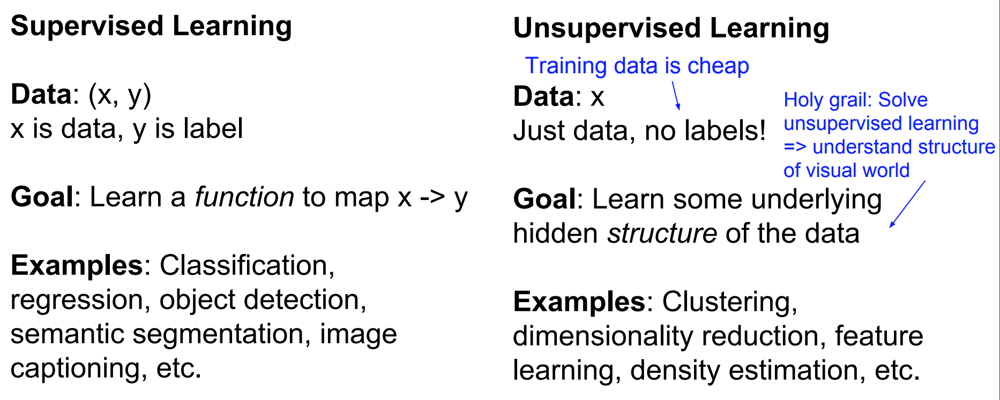 Supervised Learning
Data: (x, y)
x is data, y is label
Goal: Learn a function to map x -> y
Examples: Classification,
regression, object detection,
semantic segmentation, image
captioning, etc.
Unsupervised Learning
Training data is cheap
Data: x
Just data, no labels!
Holy grail: Solve
unsupervised learning
=> understand structure
of visual world
Goal: Learn some underlying
hidden structure of the data
Examples: Clustering,
dimensionality reduction, feature
learning, density estimation, etc.